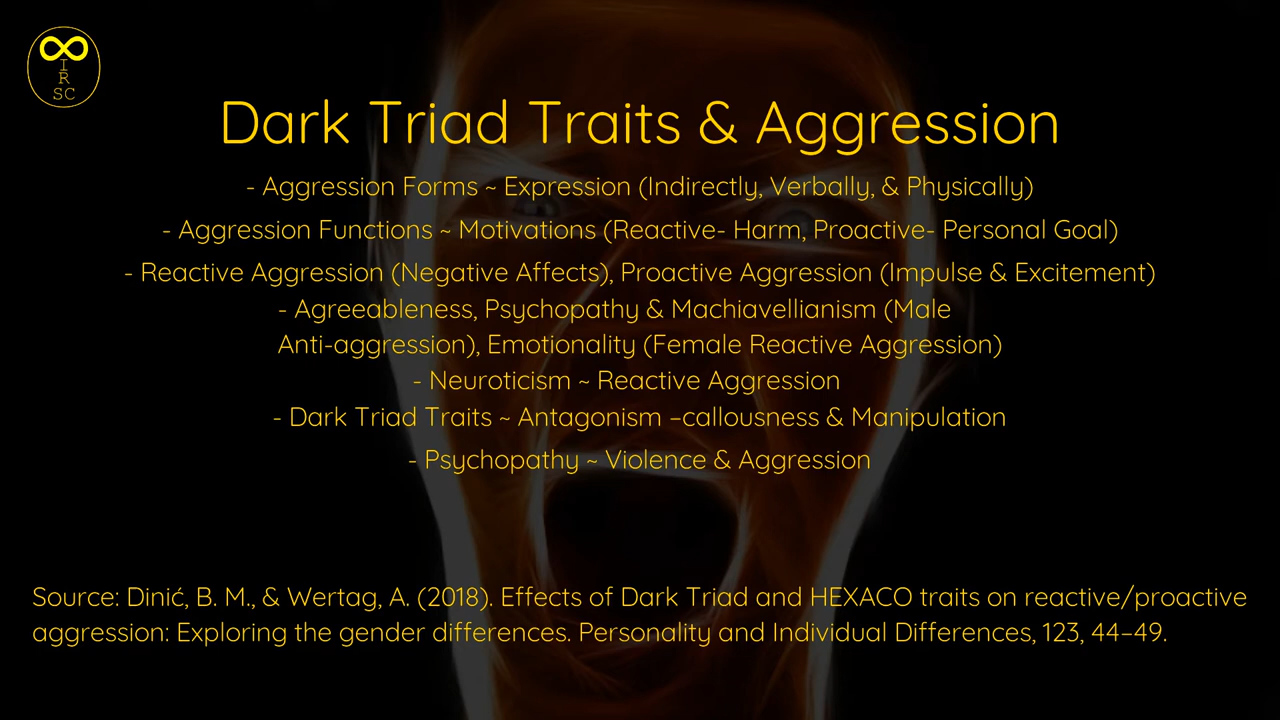 I
R
SC
Dark Triad Traits & Aggression
- Aggression Forms ~ Expression (Indirectly, Verbally, & Physically)
- Aggression Functions ~ Motivations (Reactive- Harm, Proactive- Personal Goal)
- Reactive Aggression (Negative Affects), Proactive Aggression (Impulse & Excitement)
- Agreeableness, Psychopathy & Machiavellianism (Male
Anti-aggression), Emotionality (Female Reactive Aggression)
- Neuroticism ~ Reactive Aggression
- Dark Triad Traits ~ Antagonism –callousness & Manipulation
- Psychopathy ~ Violence & Aggression
Source: Dinić, B. M., & Wertag, A. (2018). Effects of Dark Triad and HEXACO traits on reactive/proactive
aggression: Exploring the gender differences. Personality and Individual Differences, 123, 44–49.